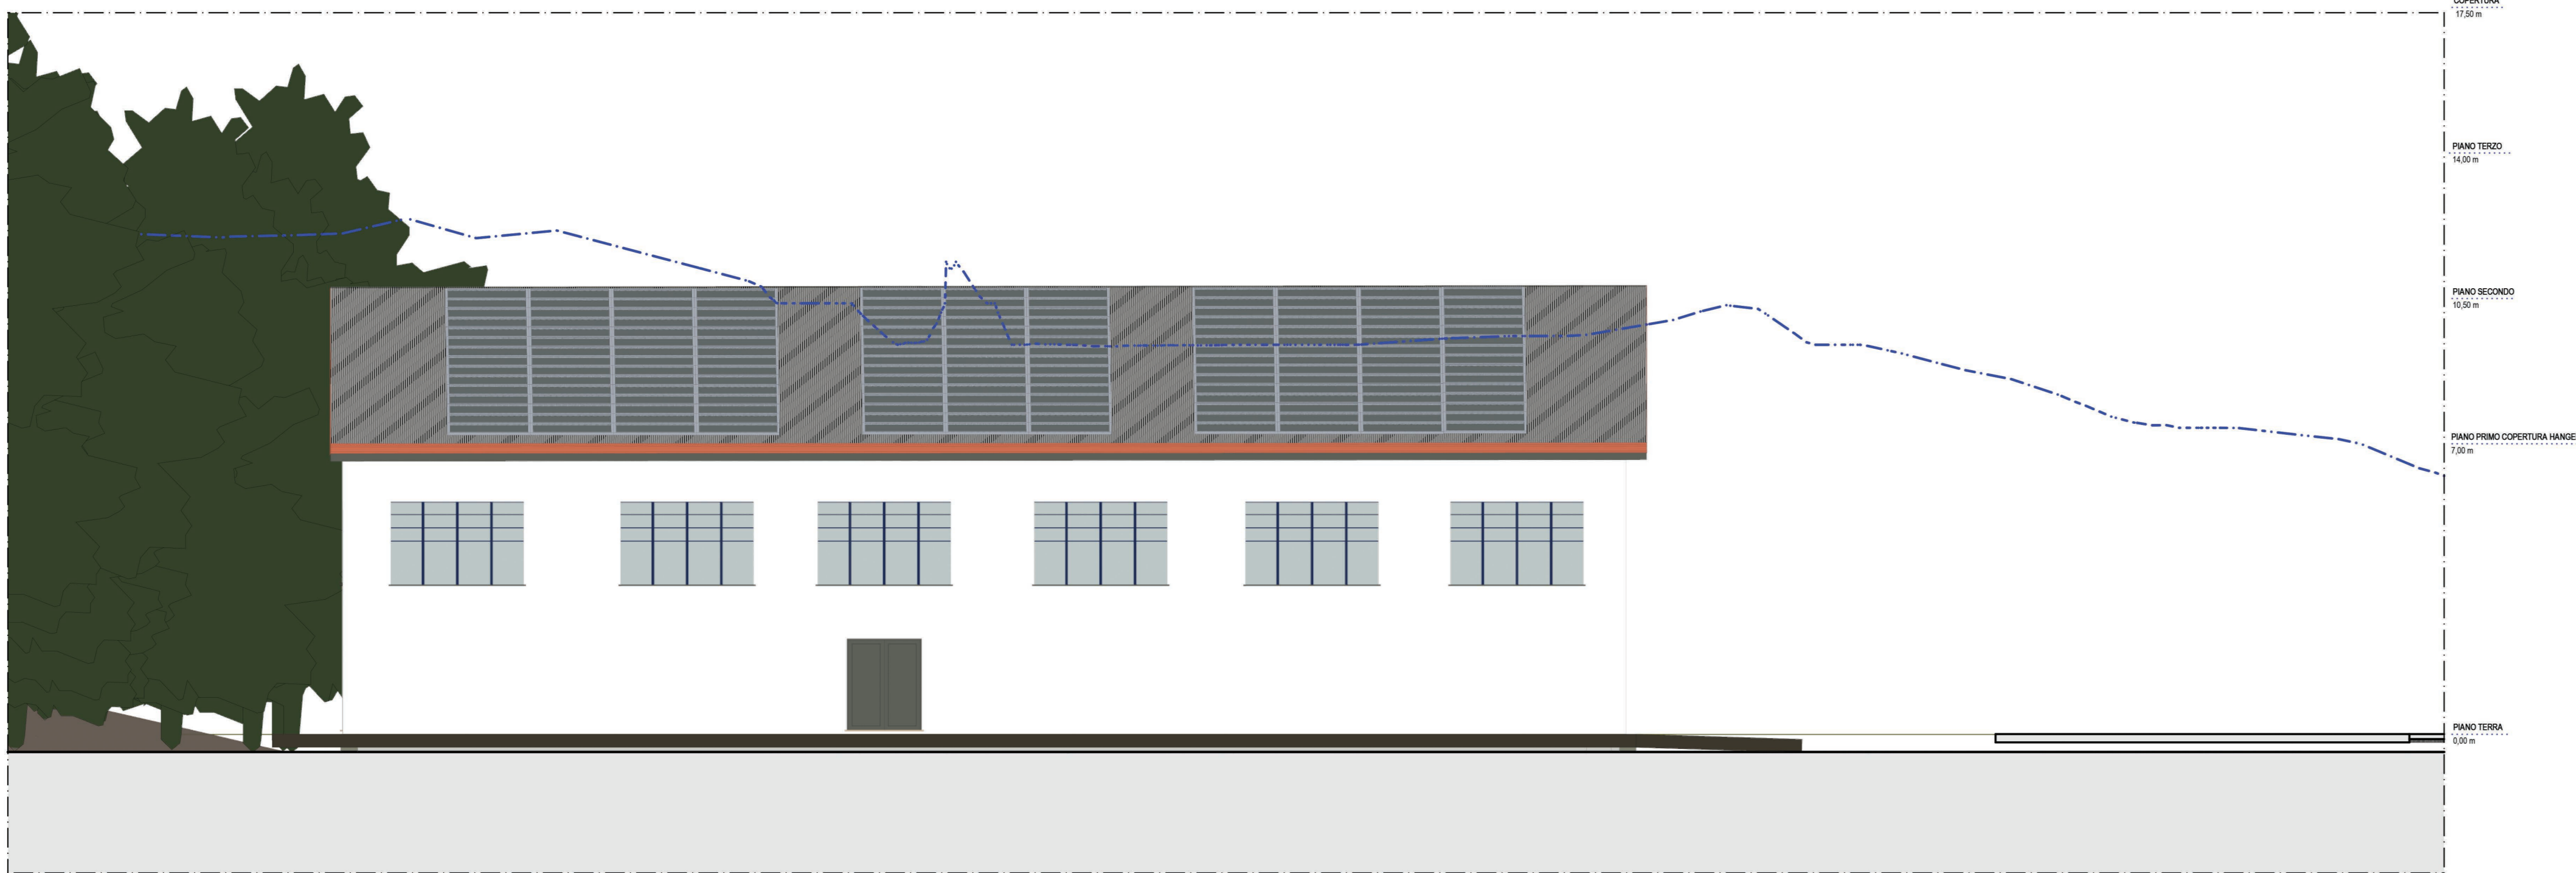 COPERTURA
17,50 m
PIANO TERZO
14,00 m
PIANO SECONDO
10,50 m
PIANO PRIMO COPERTURA HANGE
7,00 m
PIANO TERRA
0,00 m